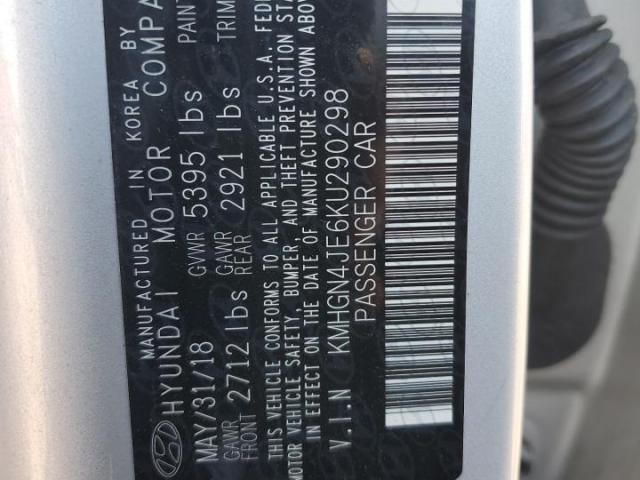 MANUFACTURED IN KOREA BY
HYUNDAI MOTOR COMPA
MAY/31/18 GVWR 5395 lbs PAINT
GAWR FRONT 2712 lbs GAWR REAR 2921 lbs TRIM
THIS VEHICLE CONFORMS TO ALL APPLICABLE U.S.A. FEDE
MOTOR VEHICLE SAFETY, BUMPER, AND THEFT PREVENTION STA
IN EFFECT ON THE DATE OF MANUFACTURE SHOWN ABOV
V.I.N KMHGN4JE6KU290298
PASSENGER CAR